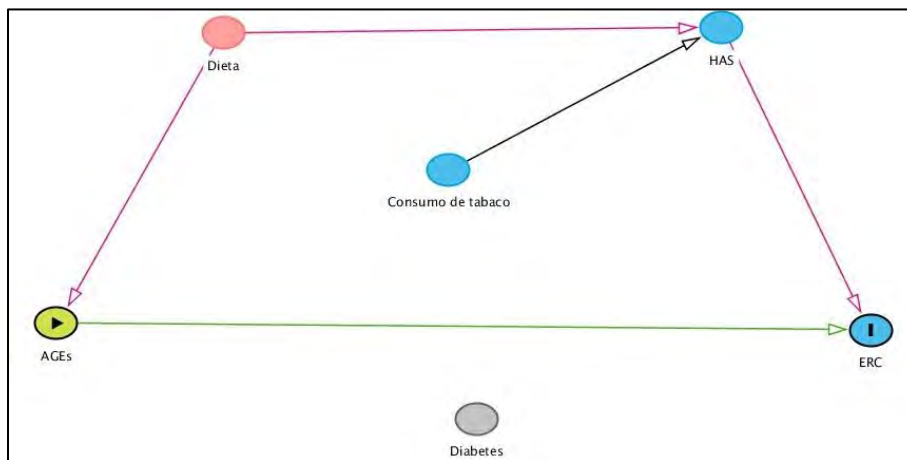 Dieta
HAS
Consumo de tabaco
AGEs
ERC
Diabetes